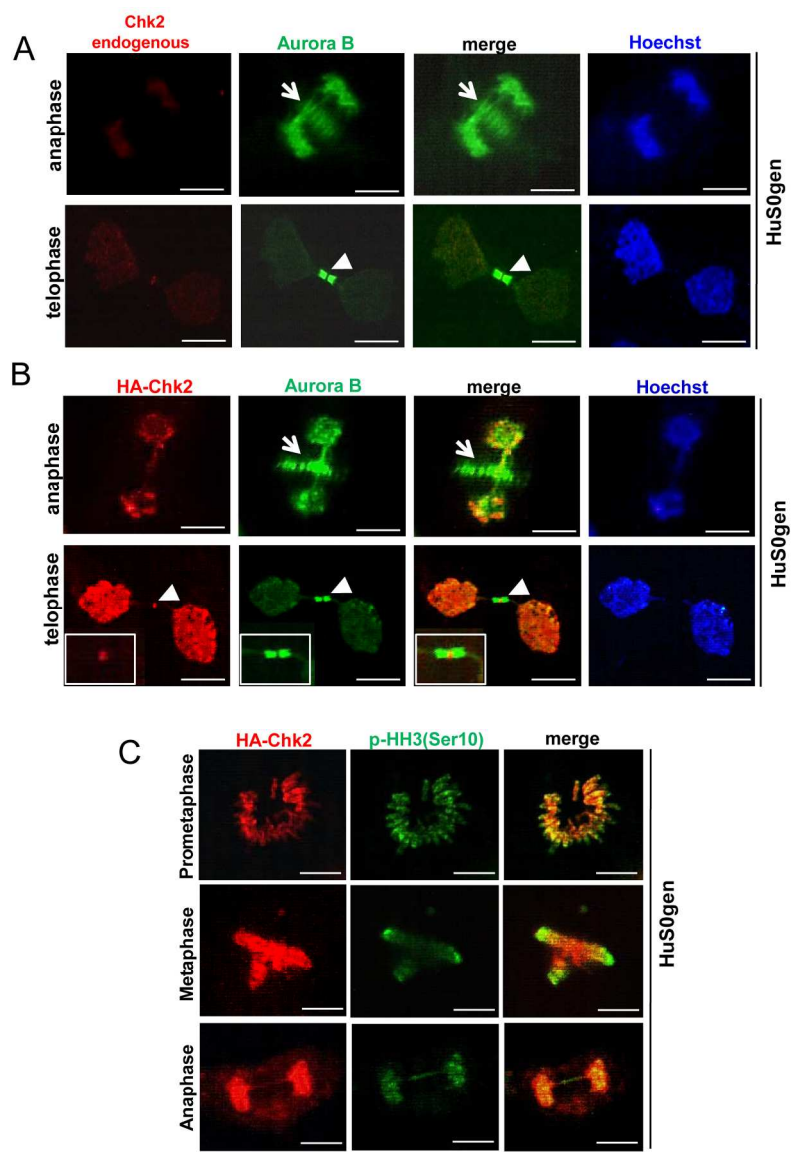 A
Chk2
endogenous
Aurora B
merge
Hoechst
anaphase
telophase
HuS0gen
B
HA-Chk2
Aurora B
merge
Hoechst
anaphase
telophase
HuS0gen
C
HA-Chk2
p-HH3(Ser10)
merge
Prometaphase
Metaphase
Anaphase
HuS0gen